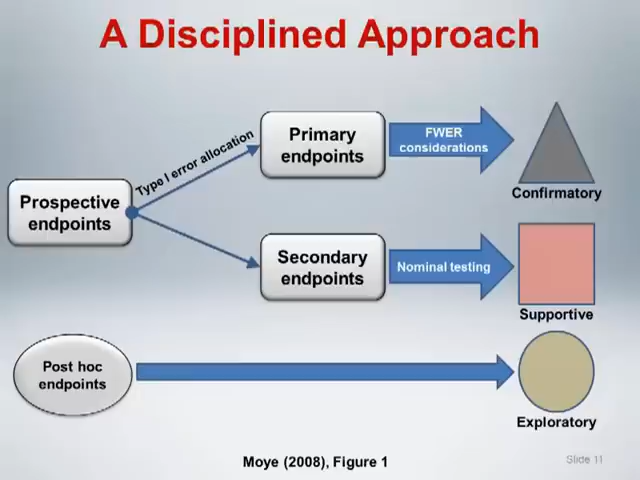 A Disciplined Approach
Type I error allocation
Primary
endpoints
FWER
considerations
Confirmatory
Prospective
endpoints
Secondary
endpoints
Nominal testing
Supportive
Post hoc
endpoints
Exploratory
Moye (2008), Figure 1
Slide 11